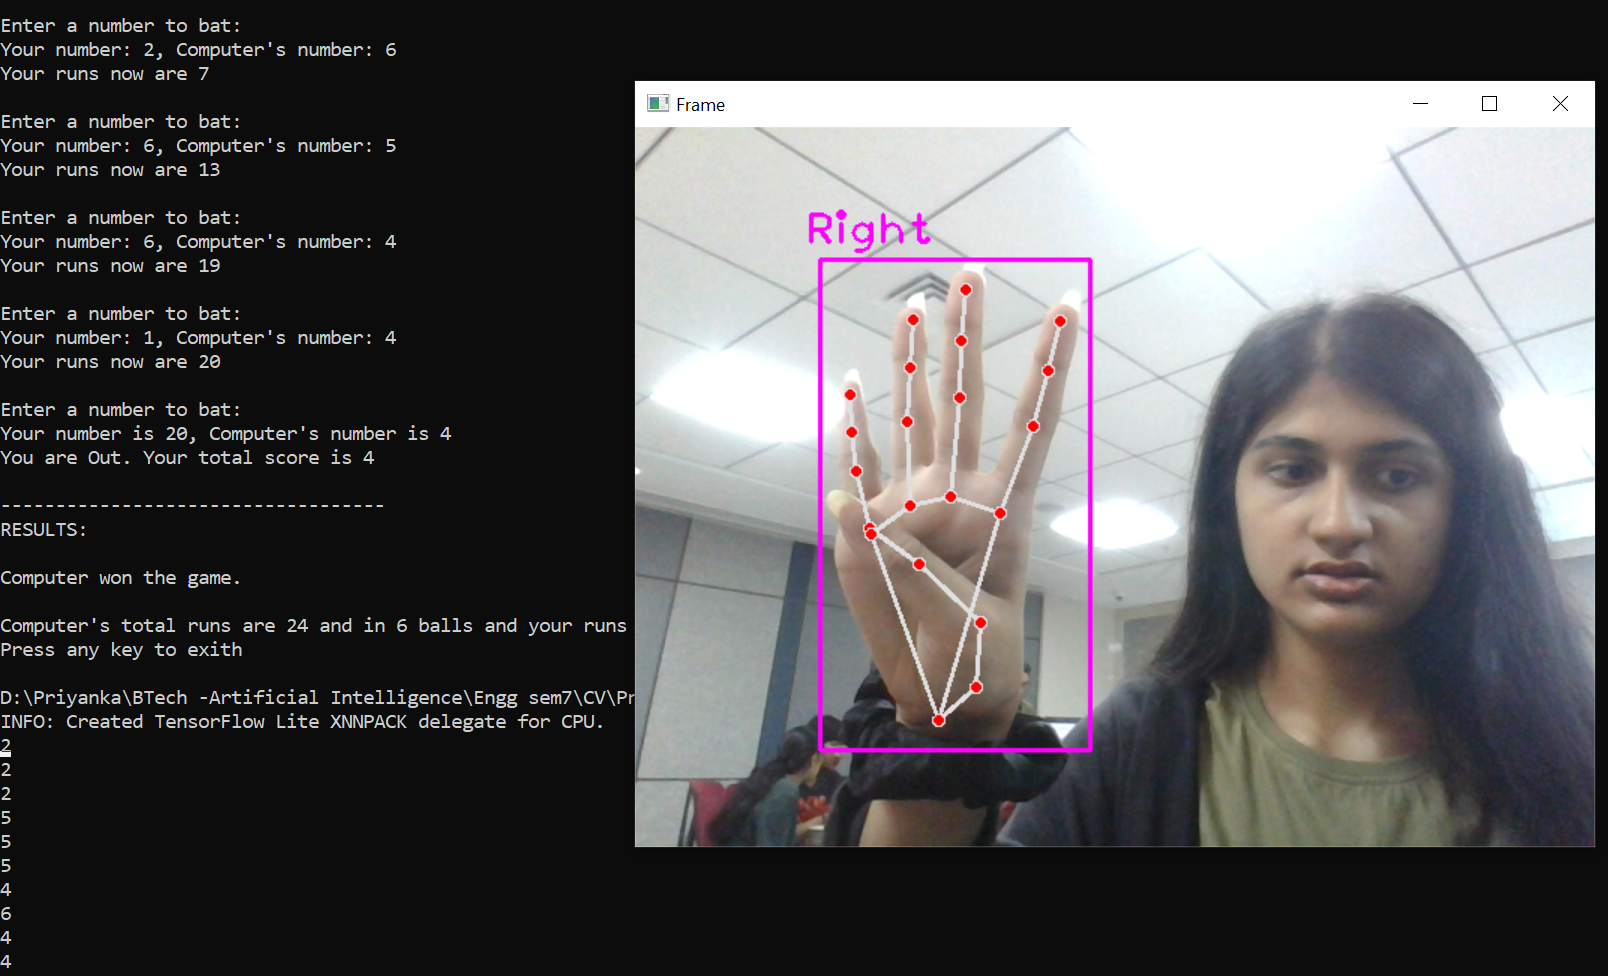 Enter a number to bat:
Your number: 2, Computer's number: 6
Your runs now are 7
Enter a number to bat:
Your number: 6, Computer's number: 5
Your runs now are 13
Enter a number to bat:
Your number: 6, Computer's number: 4
Your runs now are 19
Enter a number to bat:
Your number: 1, Computer's number: 4
Your runs now are 20
Enter a number to bat:
Your number is 20, Computer's number is 4
You are Out. Your total score is 4
-----------------------------------
RESULTS:
Computer won the game.
Computer's total runs are 24 and in 6 balls and your runs
Press any key to exith
D:\Priyanka\BTech -Artificial Intelligence\Engg sem7\CV\Pr
INFO: Created TensorFlow Lite XNNPACK delegate for CPU.
2
2
2
5
5
5
4
6
4
4
Frame
Right